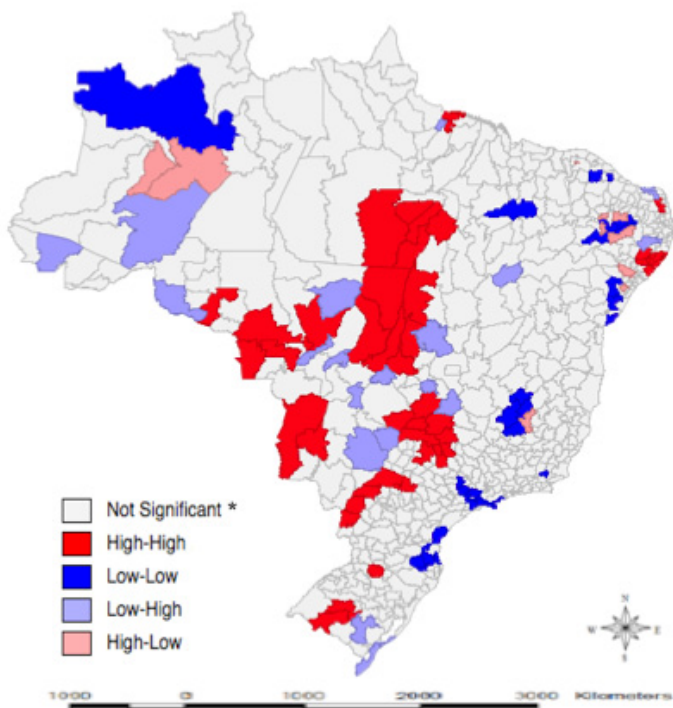 Not Significant *
High-High
Low-Low
Low-High
High-Low
N
W E
S
1000 0 1000 2000 3000 Kilometers